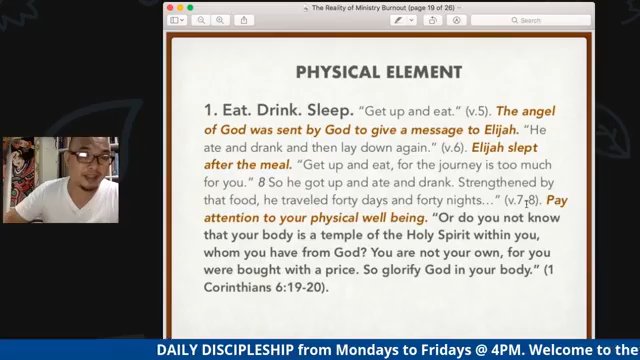 The Reality of Ministry Burnout (page 19 of 26)
Search
PHYSICAL ELEMENT
1. Eat. Drink. Sleep. “Get up and eat.” (v.5). The angel
of God was sent by God to give a message to Elijah. “He
ate and drank and then lay down again.” (v.6). Elijah slept
after the meal. “Get up and eat, for the journey is too much
for you.” 8 So he got up and ate and drank. Strengthened by
that food, he traveled forty days and forty nights…” (v.7-8). Pay
attention to your physical well being. “Or do you not know
that your body is a temple of the Holy Spirit within you,
whom you have from God? You are not your own, for you
were bought with a price. So glorify God in your body.” (1
Corinthians 6:19-20).
DAILY DISCIPLESHIP from Mondays to Fridays @ 4PM. Welcome to the